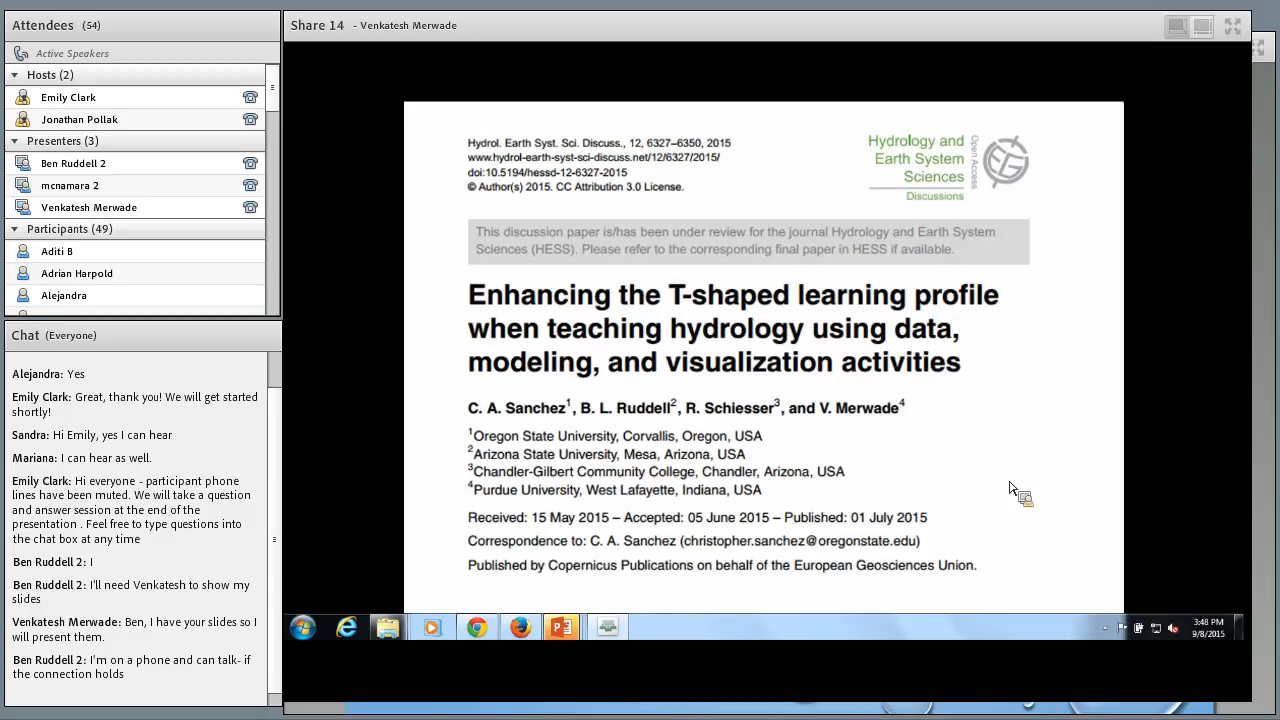 Attendees (54)
Active Speakers
Hosts (2)
Emily Clark
Jonathan Pollak
Presenters (3)
Ben Ruddell 2
mcnamara 2
Venkatesh Merwade
Participants (49)
Aditi B
Adrian Harpold
Alejandra
Chat (Everyone)
Alejandra: Yes
Emily Clark: Great, thank you! We will get started
shortly!
Sandra: Hi Emily, yes I can hear
Mariana: I can hear as well.
Emily Clark: Hi everyone - participant phone
lines have been muted. We will take a question
and answer session at the end of the
presentation . Feel free to type questions into
the chat box at any time
Ben Ruddell 2: I
Ben Ruddell 2: I'll need Venkatesh to show my
slides
Venkatesh Merwade: Ben, I have your slides so I
will present them.
Ben Ruddell 2: I'm on a phone and can talk- if
the connection holds
Share 14 - Venkatesh Merwade
Hydrol. Earth Syst. Sci. Discuss., 12, 6327–6350, 2015
www.hydrol-earth-syst-sci-discuss.net/12/6327/2015/
doi:10.5194/hessd-12-6327-2015
© Author(s) 2015. CC Attribution 3.0 License.
Hydrology and
Earth System
Sciences
Discussions
Open Access
This discussion paper is/has been under review for the journal Hydrology and Earth System
Sciences (HESS). Please refer to the corresponding final paper in HESS if available.
Enhancing the T-shaped learning profile
when teaching hydrology using data,
modeling, and visualization activities
C. A. Sanchez1, B. L. Ruddell2, R. Schiesser3, and V. Merwade4
1Oregon State University, Corvallis, Oregon, USA
2Arizona State University, Mesa, Arizona, USA
3Chandler-Gilbert Community College, Chandler, Arizona, USA
4Purdue University, West Lafayette, Indiana, USA
Received: 15 May 2015 – Accepted: 05 June 2015 – Published: 01 July 2015
Correspondence to: C. A. Sanchez (christopher.sanchez@oregonstate.edu)
Published by Copernicus Publications on behalf of the European Geosciences Union.
3:48 PM
9/8/2015